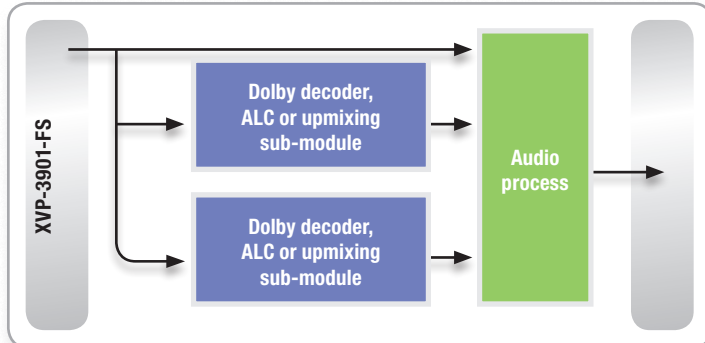 XVP-3901-FS
Dolby decoder,
ALC or upmixing
sub-module
Dolby decoder,
ALC or upmixing
sub-module
Audio
process